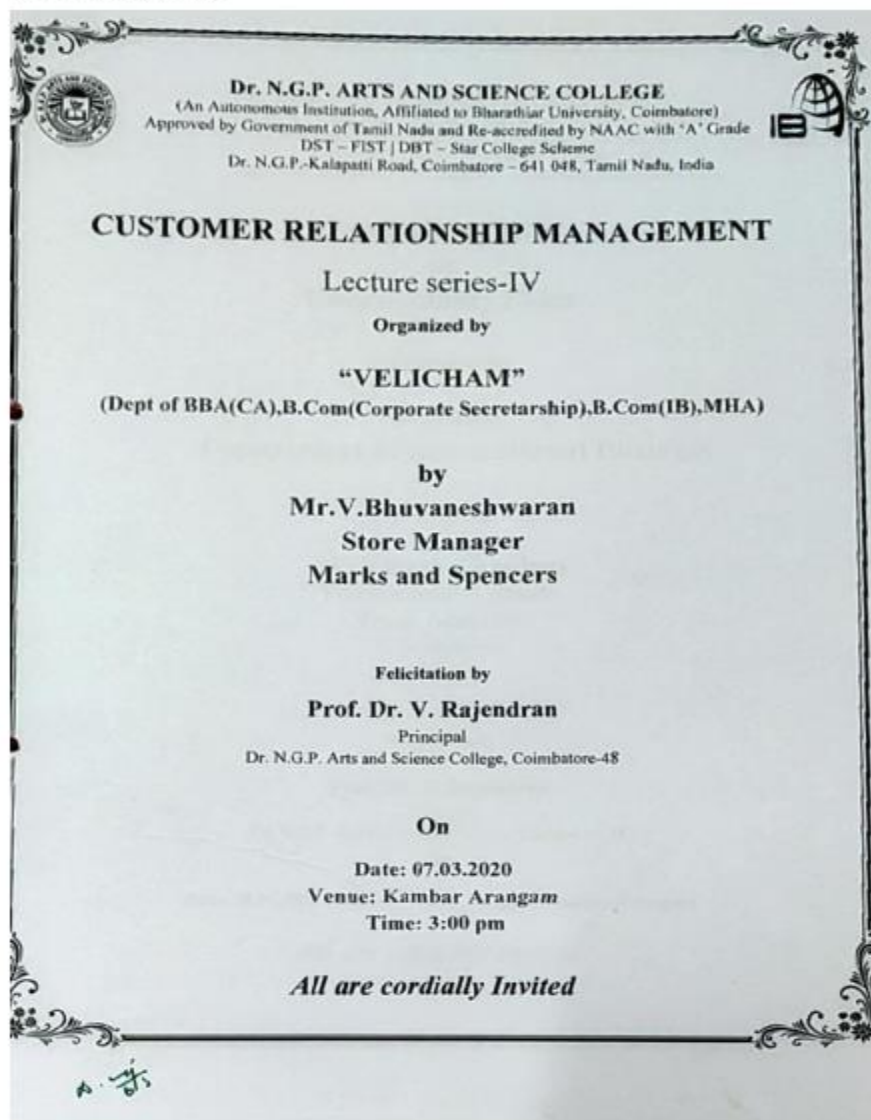 Dr. N.G.P. ARTS AND SCIENCE COLLEGE
(An Autonomous Institution, Affiliated to Bharathiar University, Coimbatore)
Approved by Government of Tamil Nadu and Re-accredited by NAAC with 'A' Grade
DST – FIST | DBT – Star College Scheme
Dr. N.G.P.-Kalapatti Road, Coimbatore – 641 048, Tamil Nadu, India
IB
CUSTOMER RELATIONSHIP MANAGEMENT
Lecture series-IV
Organized by
“VELICHAM”
(Dept of BBA(CA),B.Com(Corporate Secretarship),B.Com(IB),MHA)
by
Mr.V.Bhuvaneshwaran
Store Manager
Marks and Spencers
Felicitation by
Prof. Dr. V. Rajendran
Principal
Dr. N.G.P. Arts and Science College, Coimbatore-48
On
Date: 07.03.2020
Venue: Kambar Arangam
Time: 3:00 pm
All are cordially Invited